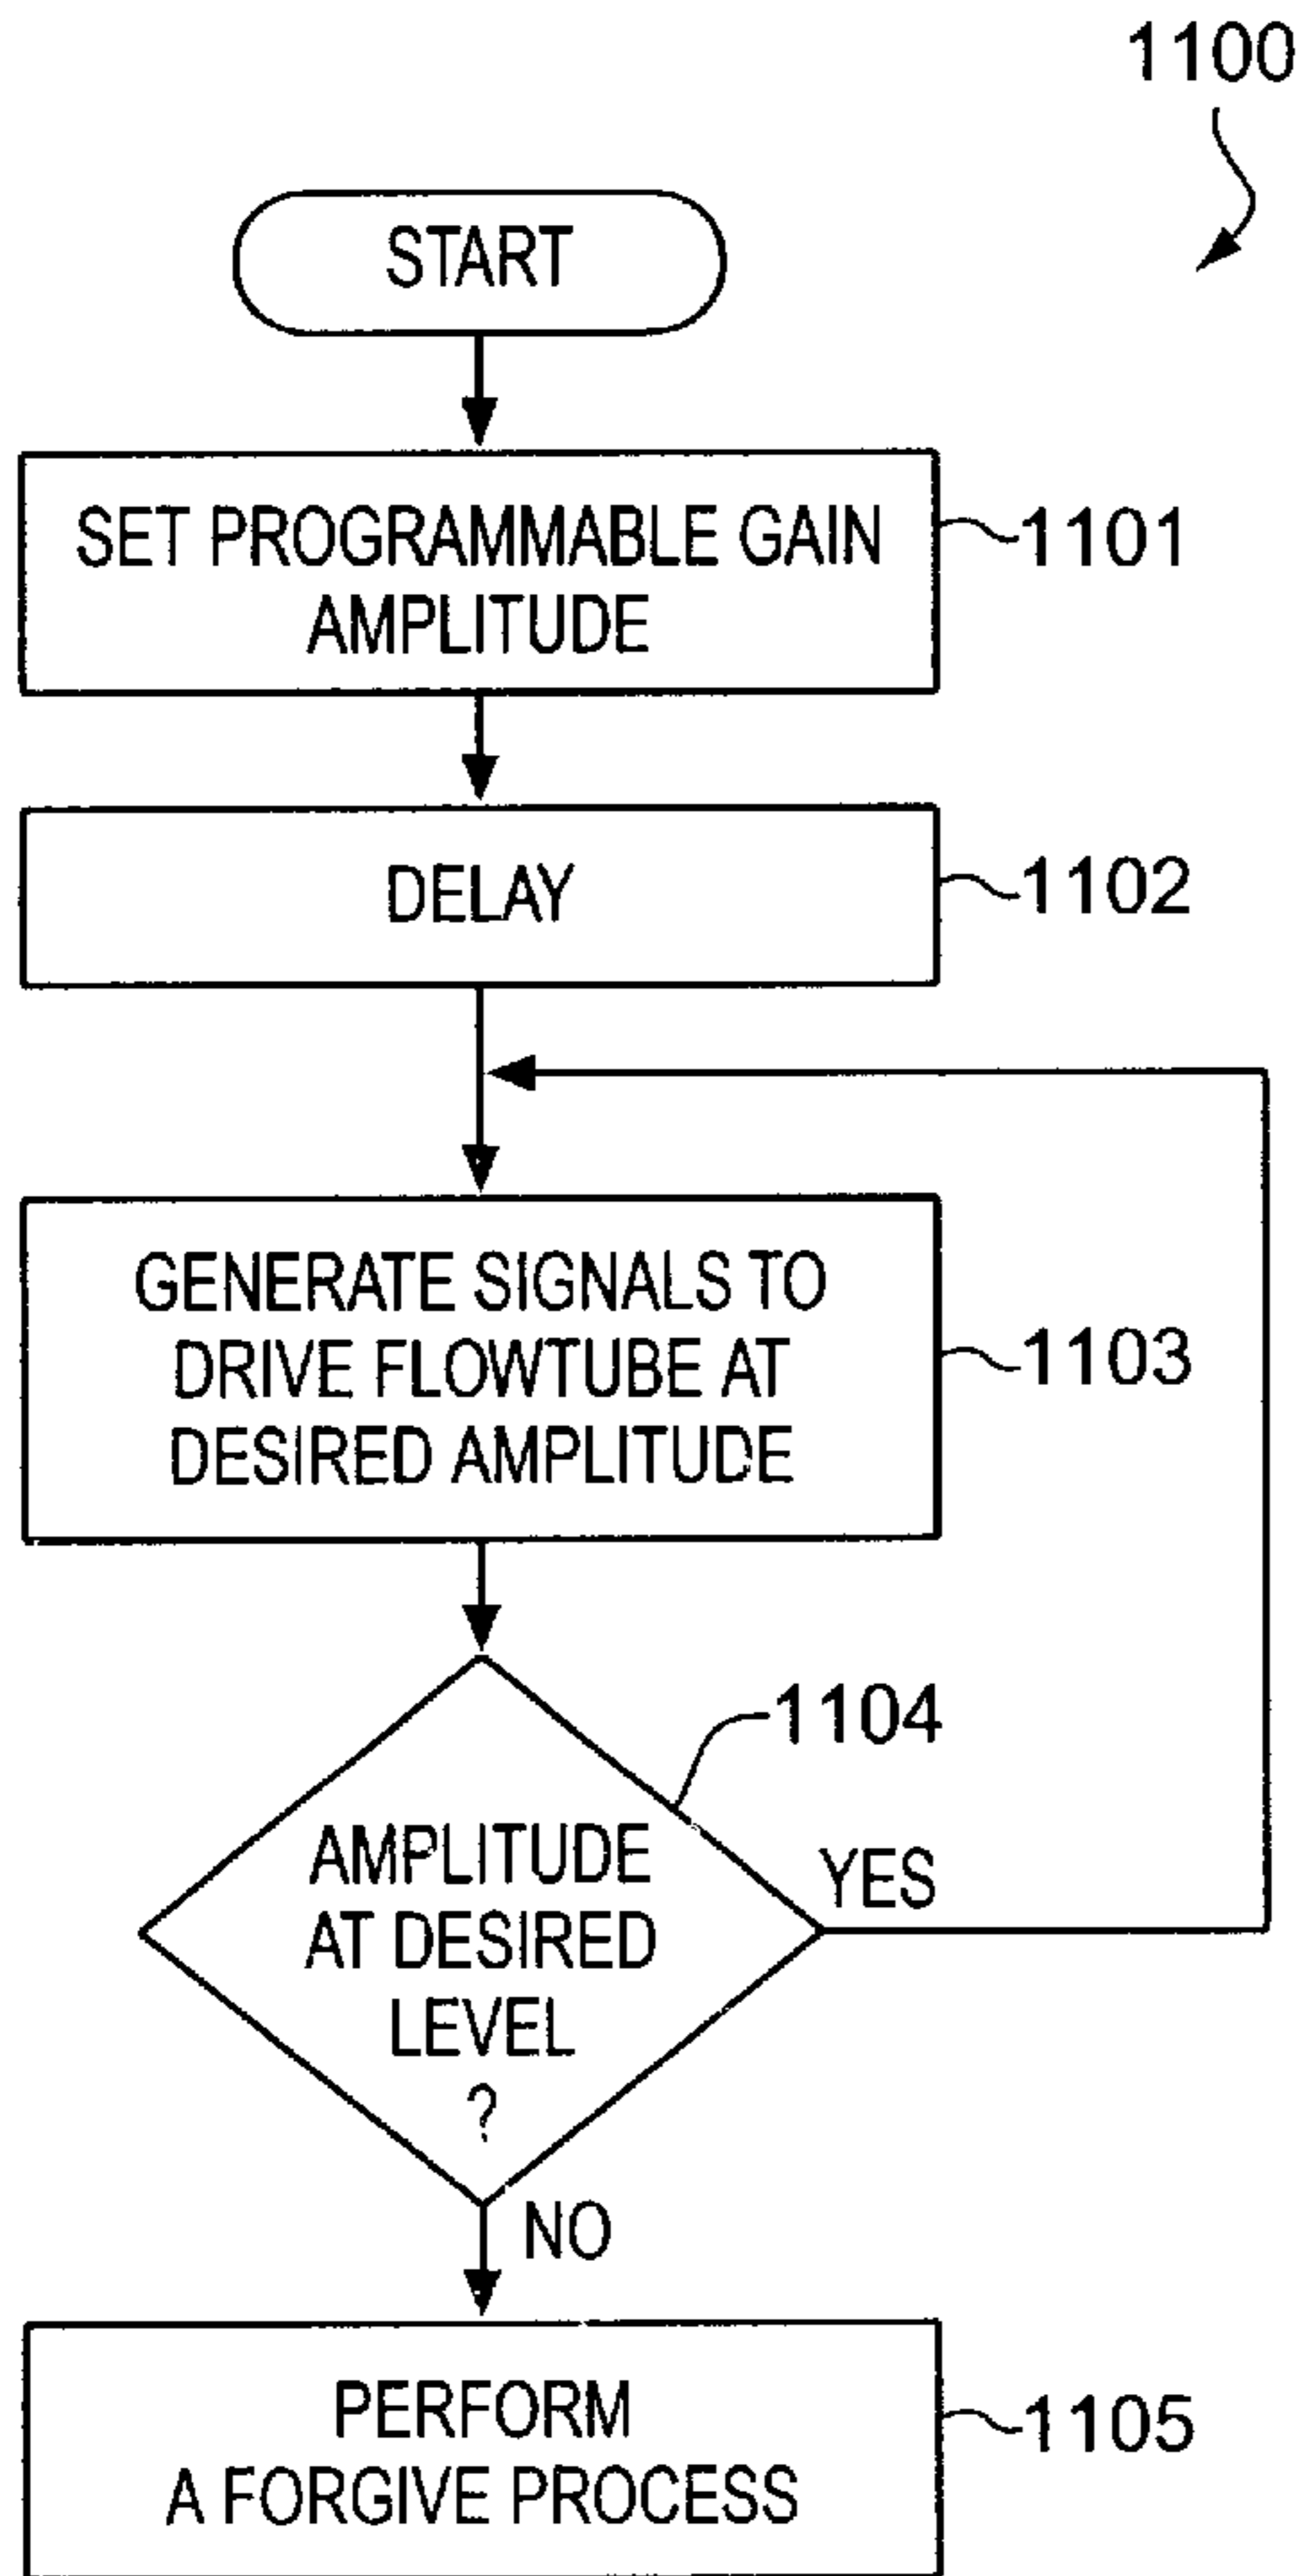 1100
START
SET PROGRAMMABLE GAIN
AMPLITUDE
1101
DELAY
1102
GENERATE SIGNALS TO
DRIVE FLOWTUBE AT
DESIRED AMPLITUDE
1103
1104
AMPLITUDE
AT DESIRED
LEVEL
?
YES
NO
PERFORM
A FORGIVE PROCESS
1105